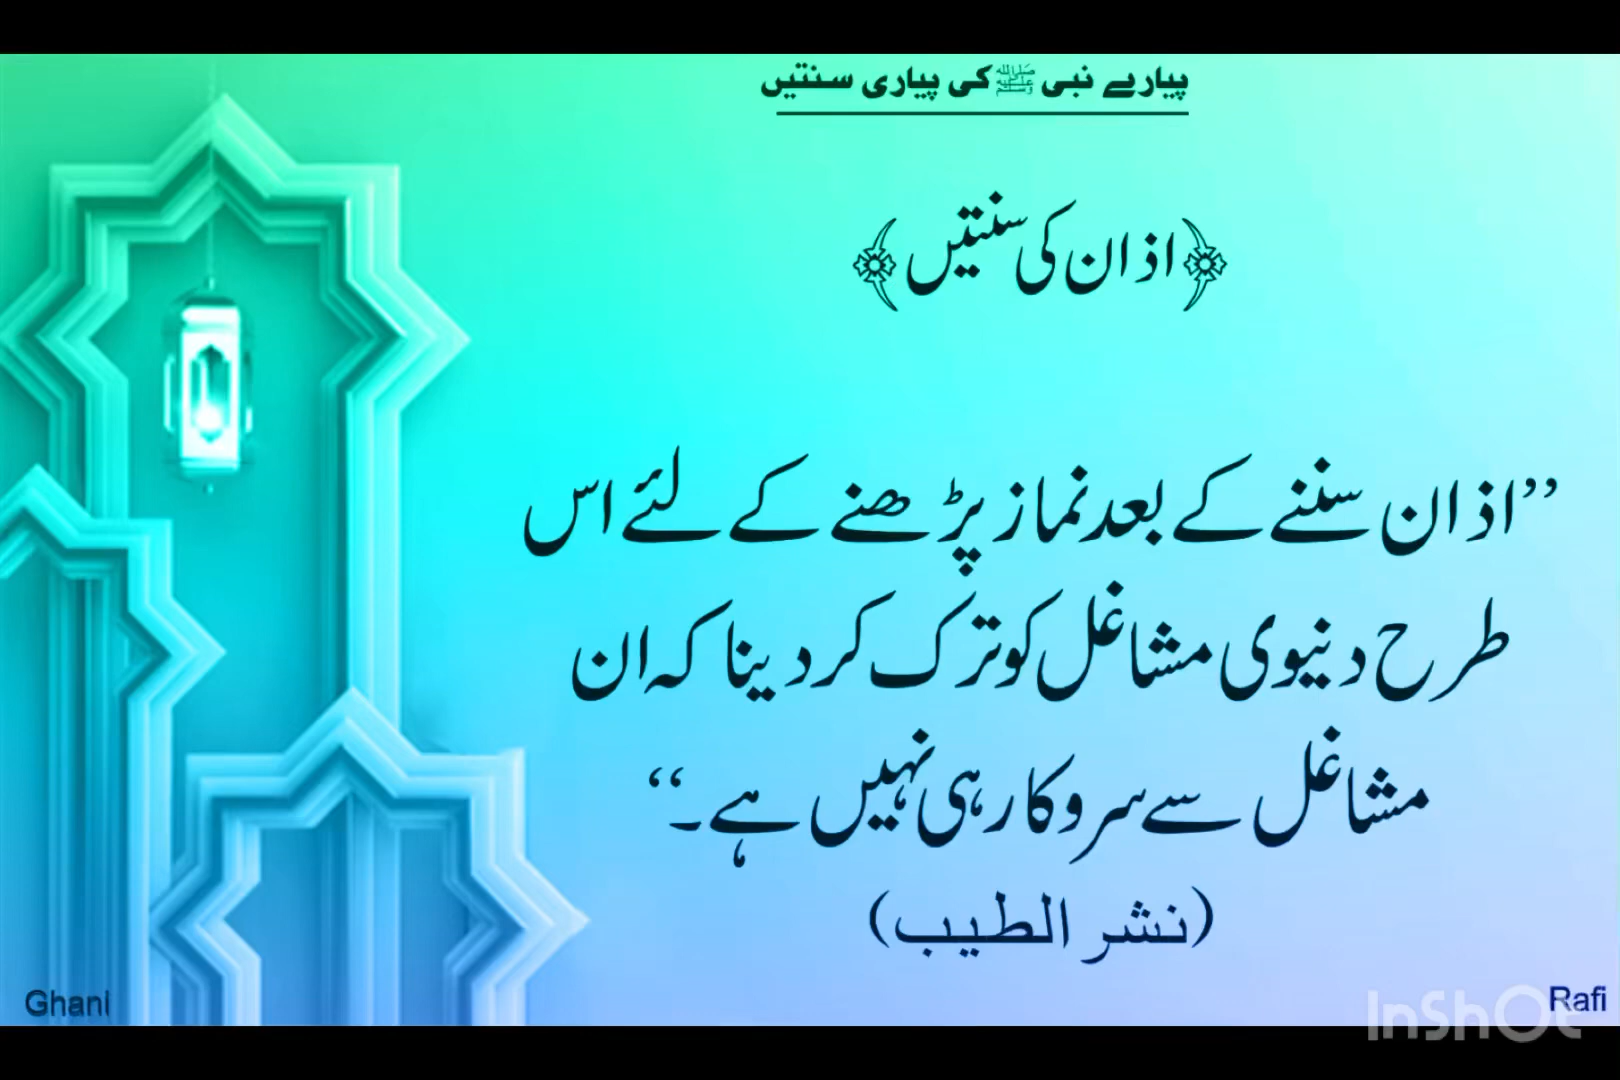 پیارے نبی ﷺ کی پیاری سنتیں
﴿اذان کی سنتیں﴾
’’اذان سننے کے بعد نماز پڑھنے کے لئے اس
طرح دنیوی مشاغل کو ترک کر دینا کہ ان
مشاغل سے سروکار ہی نہیں ہے۔‘‘
(نشر الطیب)
Ghani
Rafi
InShOt